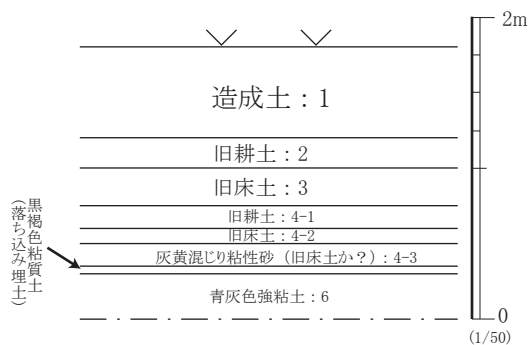 2m
造成土：1
旧耕土：2
旧床土：3
旧耕土：4-1
旧床土：4-2
灰黄混じり粘性砂（旧床土か？）：4-3
黒褐色粘質土
（落ち込み埋土）
青灰色強粘土：6
0
(1/50)